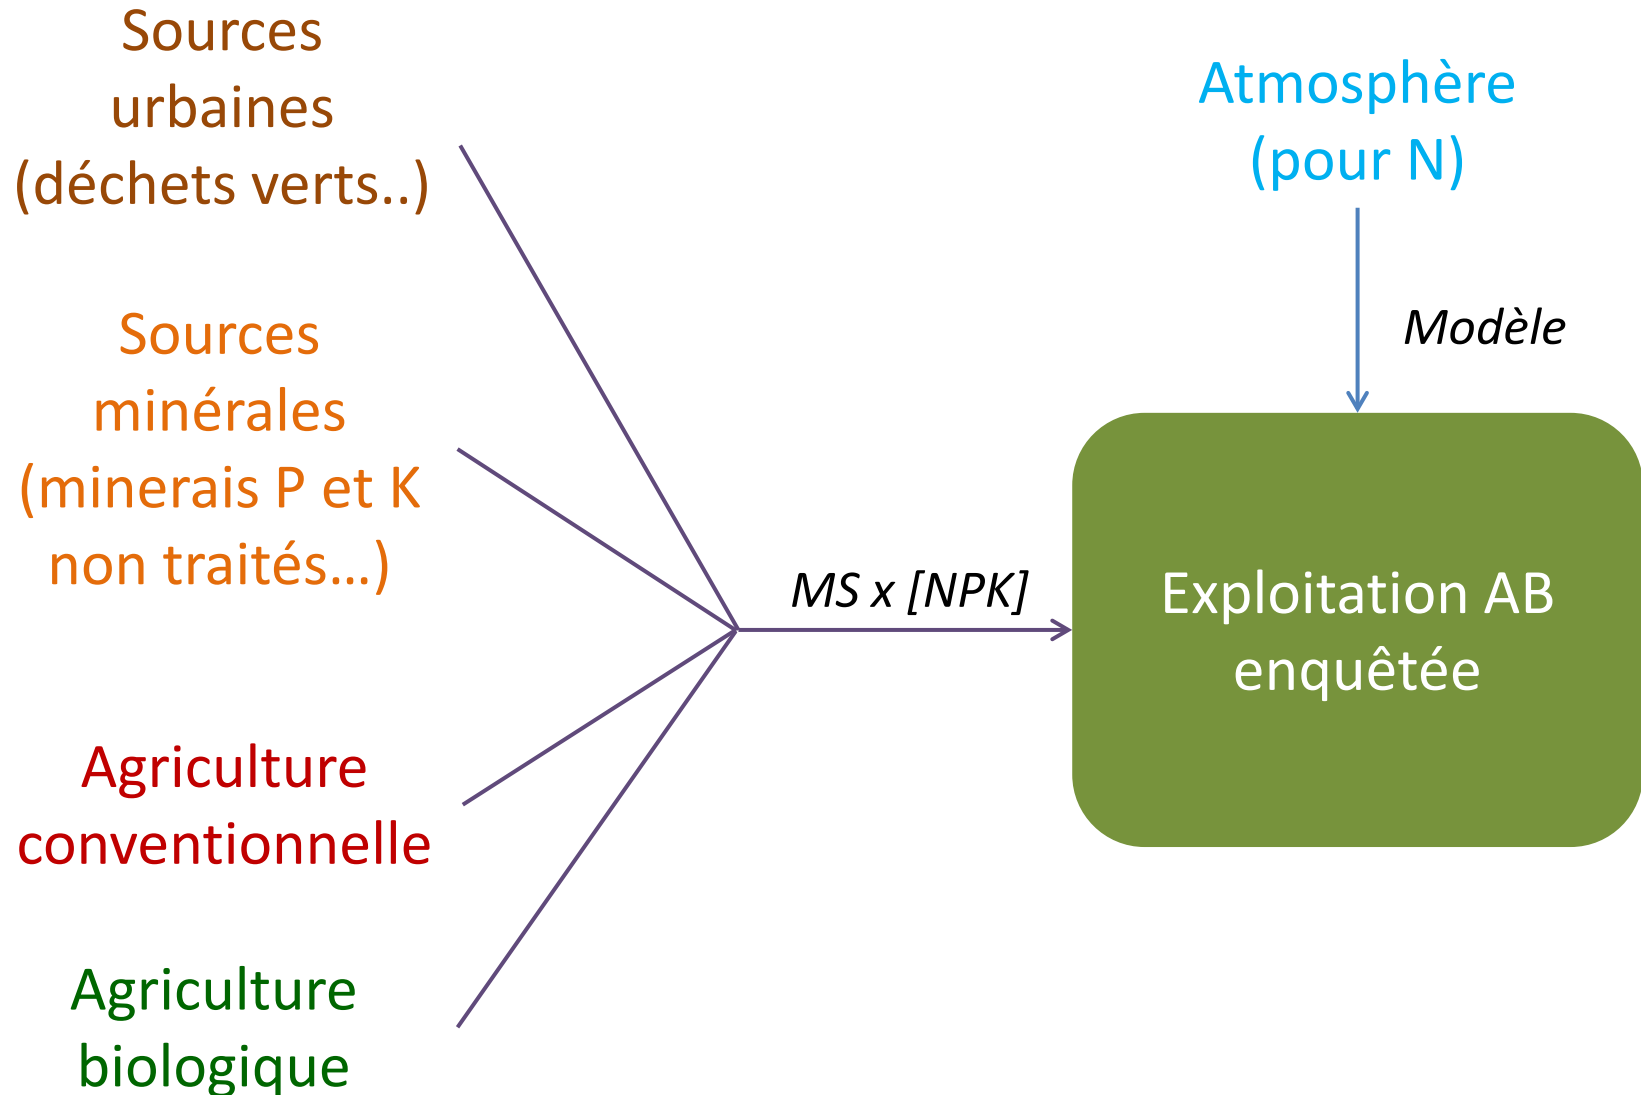 Sources
urbaines
(déchets verts..)
Sources
minérales
(minerais P et K
non traités…)
Agriculture
conventionnelle
Agriculture
biologique
MS x [NPK]
Atmosphère
(pour N)
Modèle
Exploitation AB
enquêtée